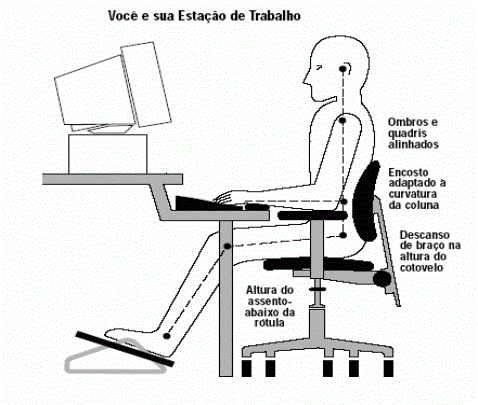 Você e sua Estação de Trabalho
Ombros e
quadris
alinhados
Encosto
adaptado à
curvatura
da coluna
Descanso
de braço na
altura do
cotovelo
Altura do
assento-
abaixo da
rótula